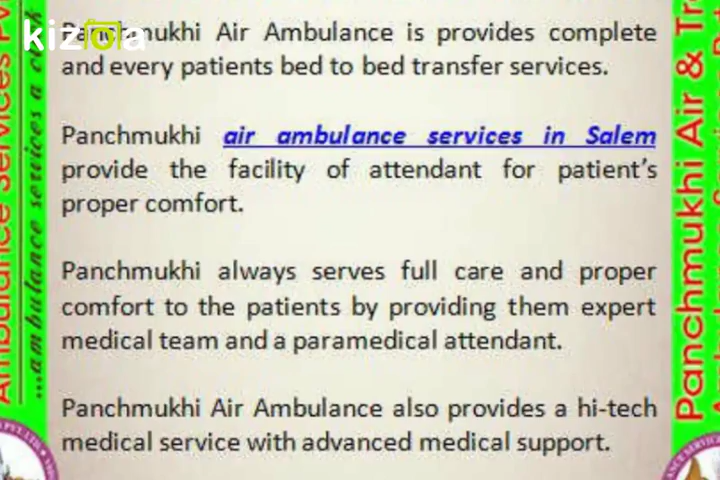 kizoa
Panchmukhi Air Ambulance is provides complete
and every patients bed to bed transfer services.
Panchmukhi air ambulance services in Salem
provide the facility of attendant for patient's
proper comfort.
Panchmukhi always serves full care and proper
comfort to the patients by providing them expert
medical team and a paramedical attendant.
Panchmukhi Air Ambulance also provides a hi-tech
medical service with advanced medical support.
Ambulance Services Pv
...ambulance services a
Panchmukhi Air & Tr